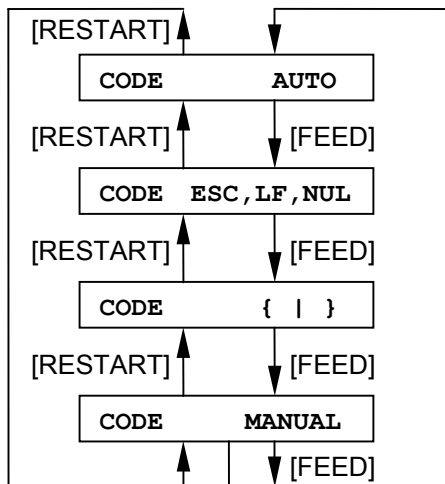 [RESTART]
CODE AUTO
[RESTART] [FEED]
CODE ESC,LF,NUL
[RESTART] [FEED]
CODE { | }
[RESTART] [FEED]
CODE MANUAL
[FEED]